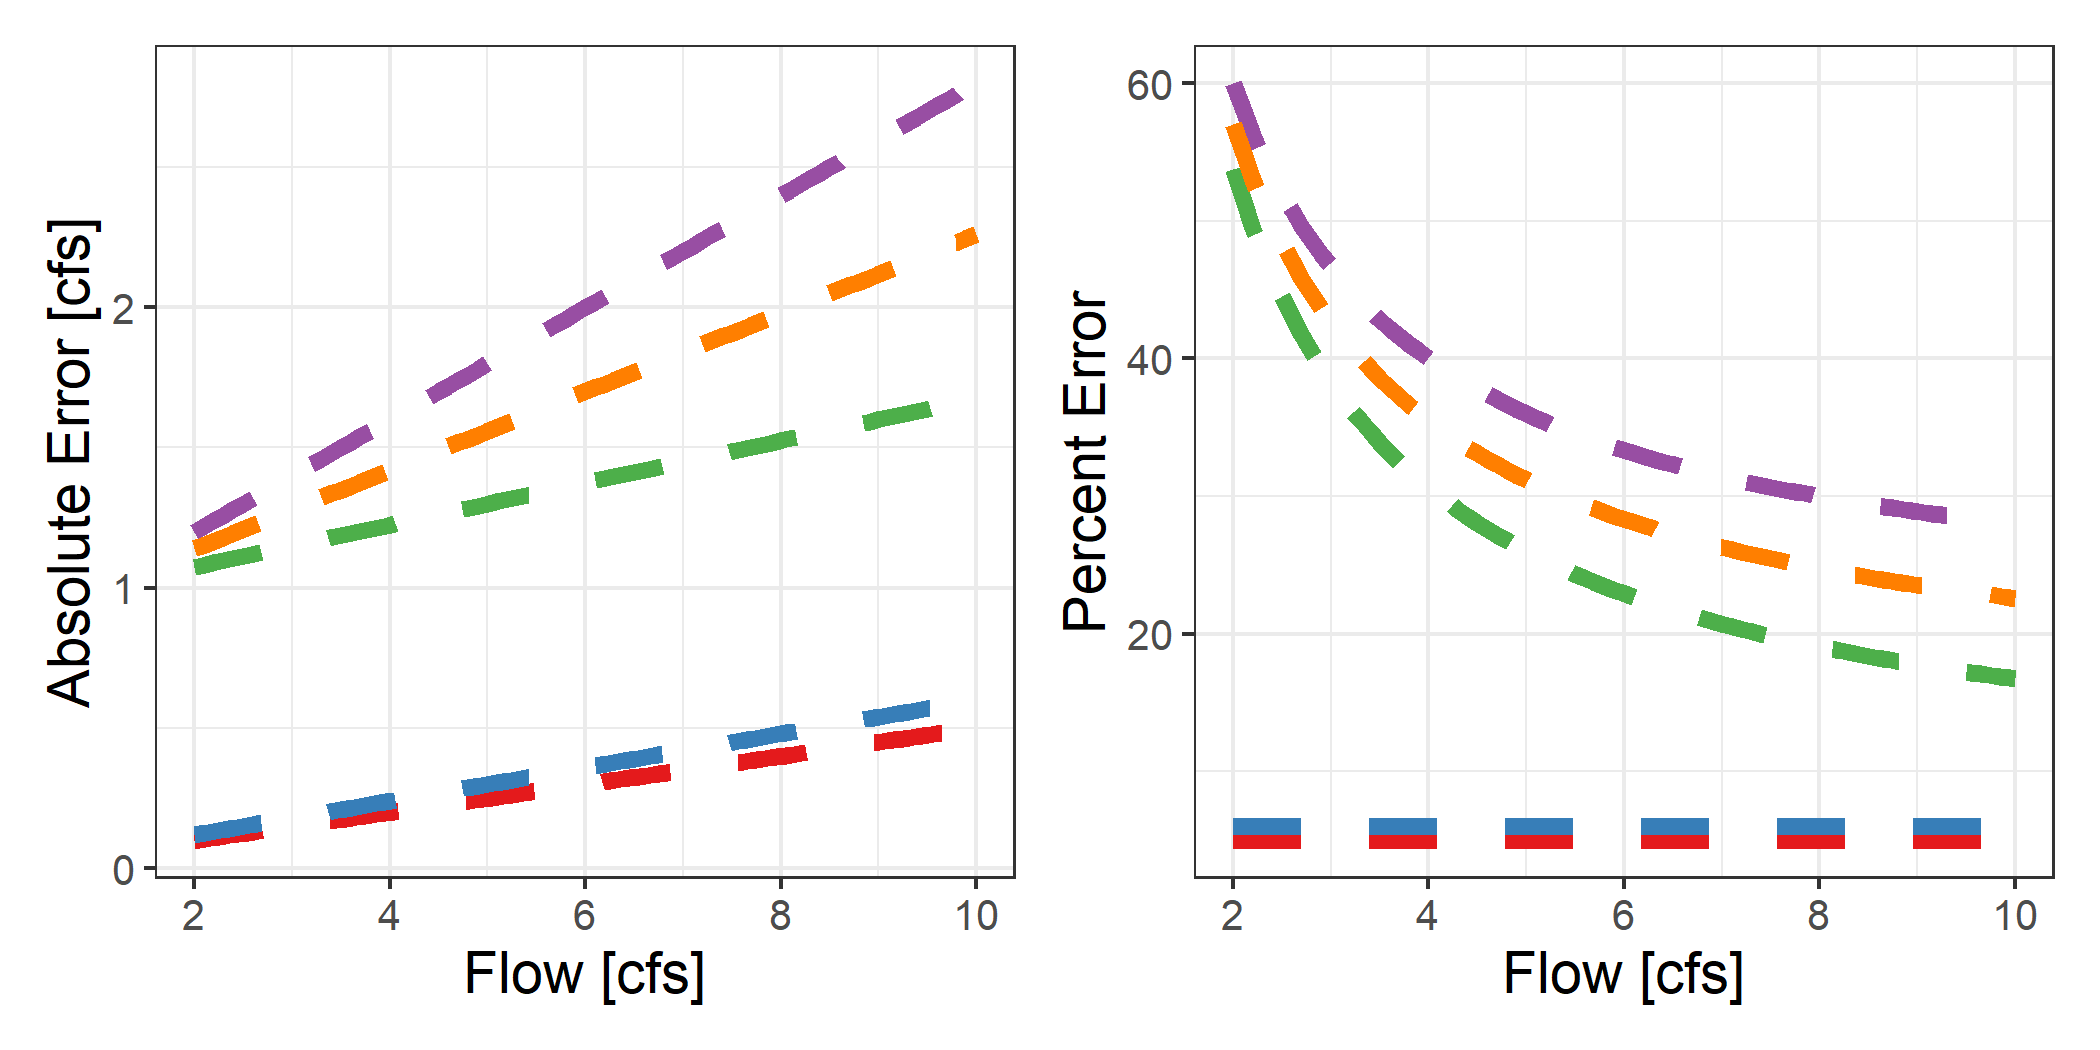 Absolute Error [cfs]
2
1
0
2 4 6 8 10
Flow [cfs]
Percent Error
60
40
20
2 4 6 8 10
Flow [cfs]